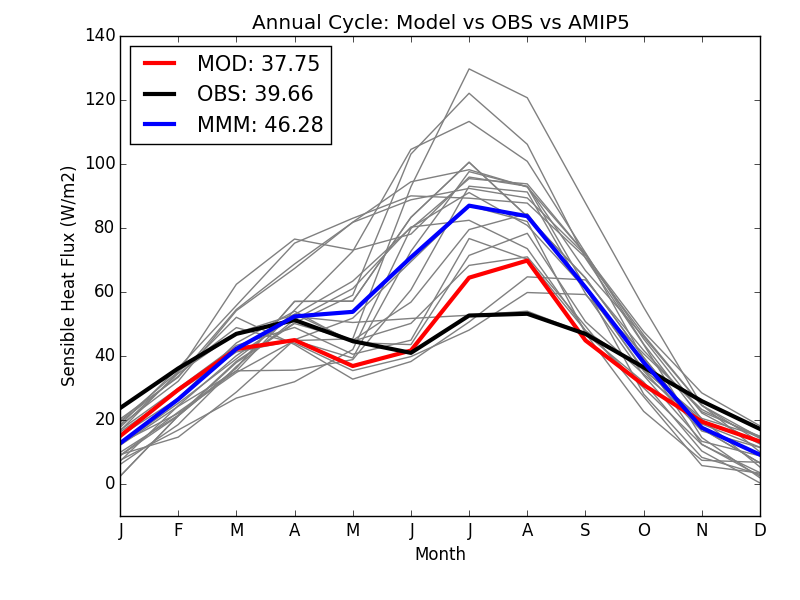 Annual Cycle: Model vs OBS vs AMIP5
140
120
100
80
60
40
20
0
Sensible Heat Flux (W/m2)
MOD: 37.75
OBS: 39.66
MMM: 46.28
J F M A M J J A S O N D
Month